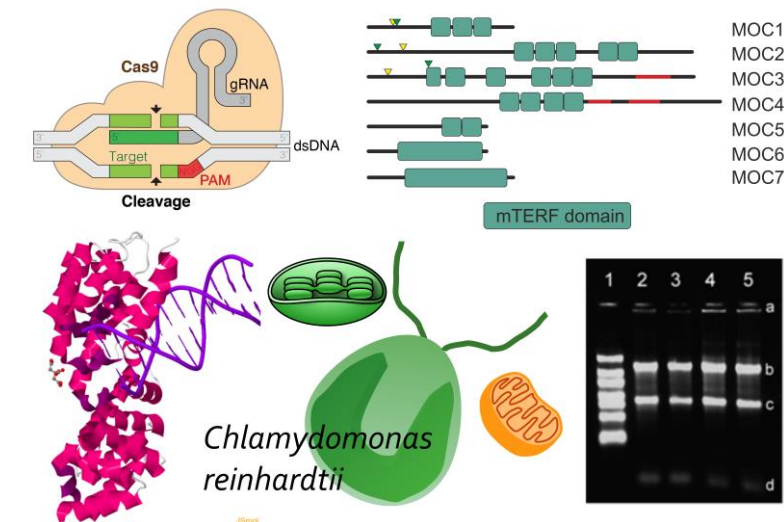 Cas9
gRNA
3'
3'
5'
5'
dsDNA
5'
3'
Target
PAM
Cleavage
MOC1
MOC2
MOC3
MOC4
MOC5
MOC6
MOC7
mTERF domain
Chlamydomonas
reinhardtii
1 2 3 4 5
a
b
c
d